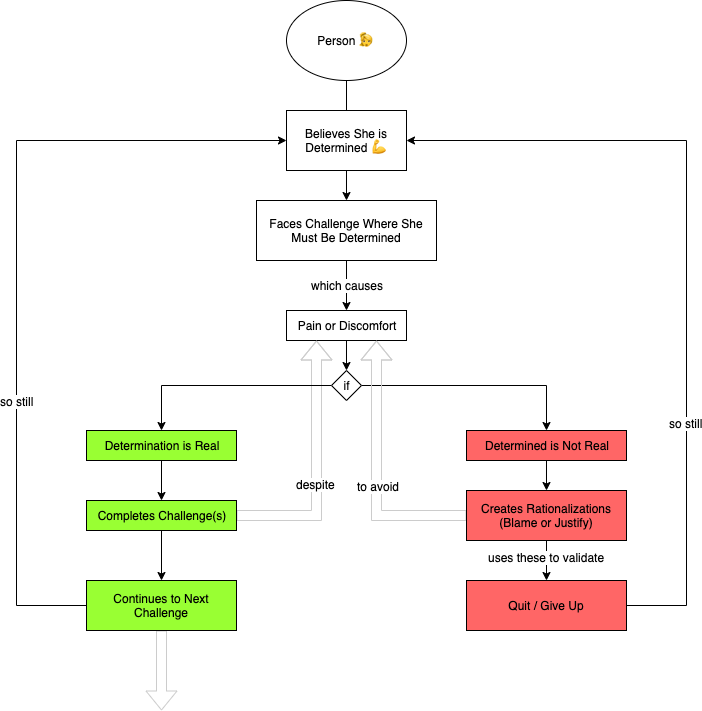 Person 🧏
Believes She is
Determined 💪
Faces Challenge Where She
Must Be Determined
which causes
Pain or Discomfort
if
so still
so still
Determination is Real
Determined is Not Real
despite
to avoid
Completes Challenge(s)
Creates Rationalizations
(Blame or Justify)
uses these to validate
Continues to Next
Challenge
Quit / Give Up